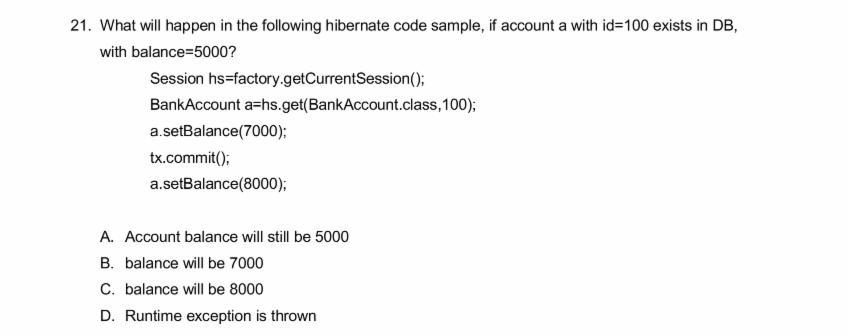 21. What will happen in the following hibernate code sample, if account a with id=100 exists in DB,
with balance=5000?
Session hs=factory.getCurrentSession();
BankAccount a=hs.get(BankAccount.class,100);
a.setBalance(7000);
tx.commit();
a.setBalance(8000);
A. Account balance will still be 5000
B. balance will be 7000
C. balance will be 8000
D. Runtime exception is thrown